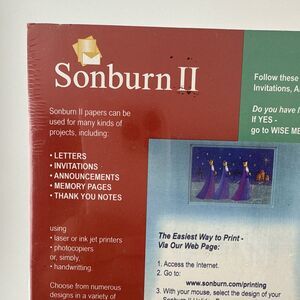 Sonburn II
Sonburn II papers can be
used for many kinds of
projects, including:
• LETTERS
• INVITATIONS
• ANNOUNCEMENTS
• MEMORY PAGES
• THANK YOU NOTES
using
• laser or ink jet printers
• photocopiers
or, simply,
• handwritting
Choose from numerous
designs in a variety of
Follow these
Invitations, A
Do you have
If YES -
go to WISE ME
The Easiest Way to Print -
Via Our Web Page:
1. Access the Internet.
2. Go to:
www.sonburn.com/printing
3. With your mouse, select the design of your